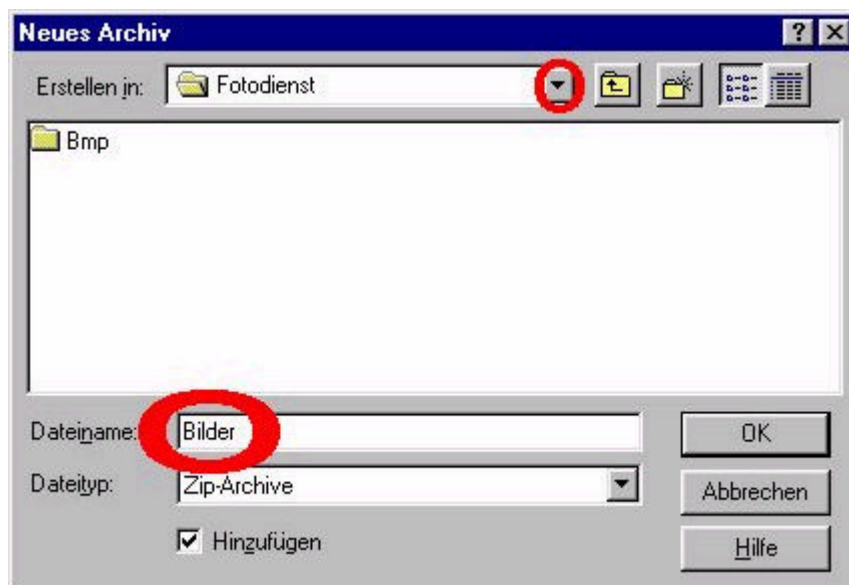 Neues Archiv
Erstellen in: Fotodienst
Bmp
Dateiname: Bilder OK
Dateityp: Zip-Archive Abbrechen
Hinzufügen Hilfe